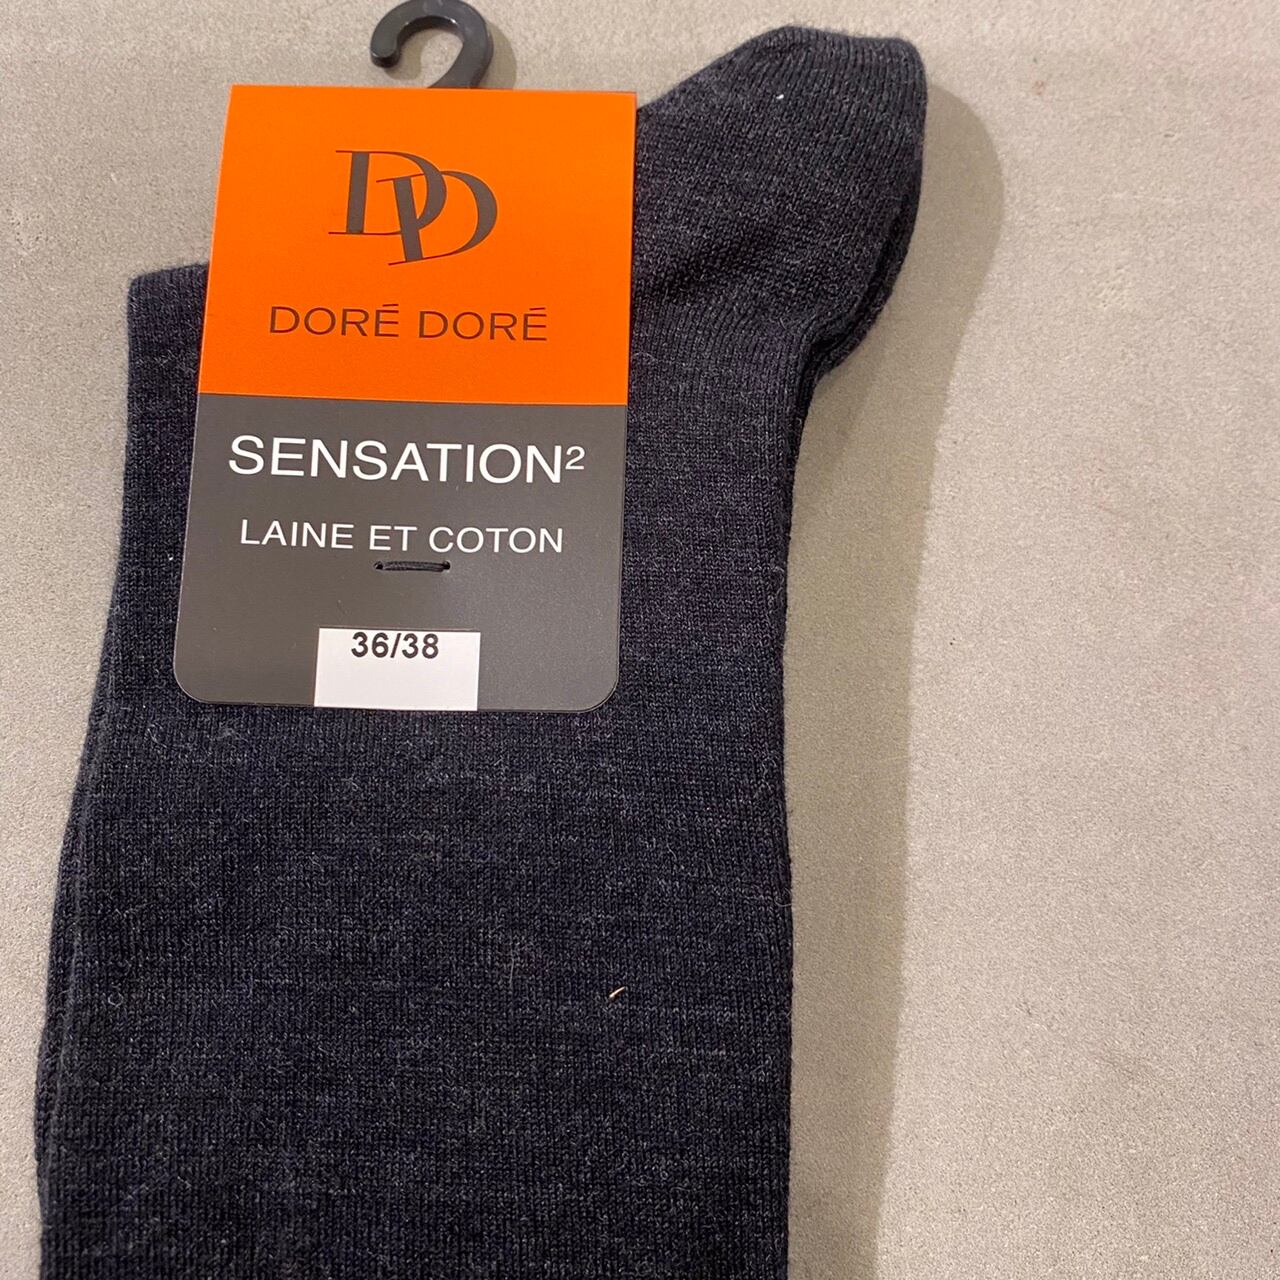 DD
DORÉ DORÉ
SENSATION²
LAINE ET COTON
36/38